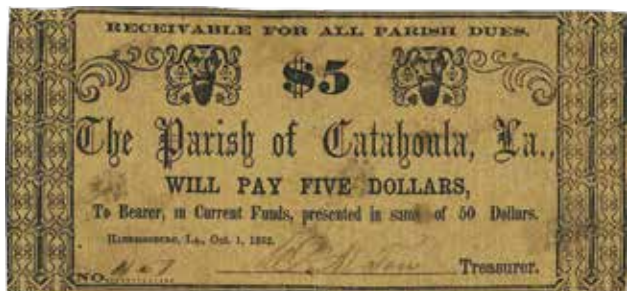 RECEIVABLE FOR ALL PARISH DUES.
$5
The Parish of Catahoula, La.,
WILL PAY FIVE DOLLARS,
To Bearer, in Current Funds, presented in sums of 50 Dollars.
HARRISONBURG, LA., Oct. 1, 1862.
NO.
Treasurer.